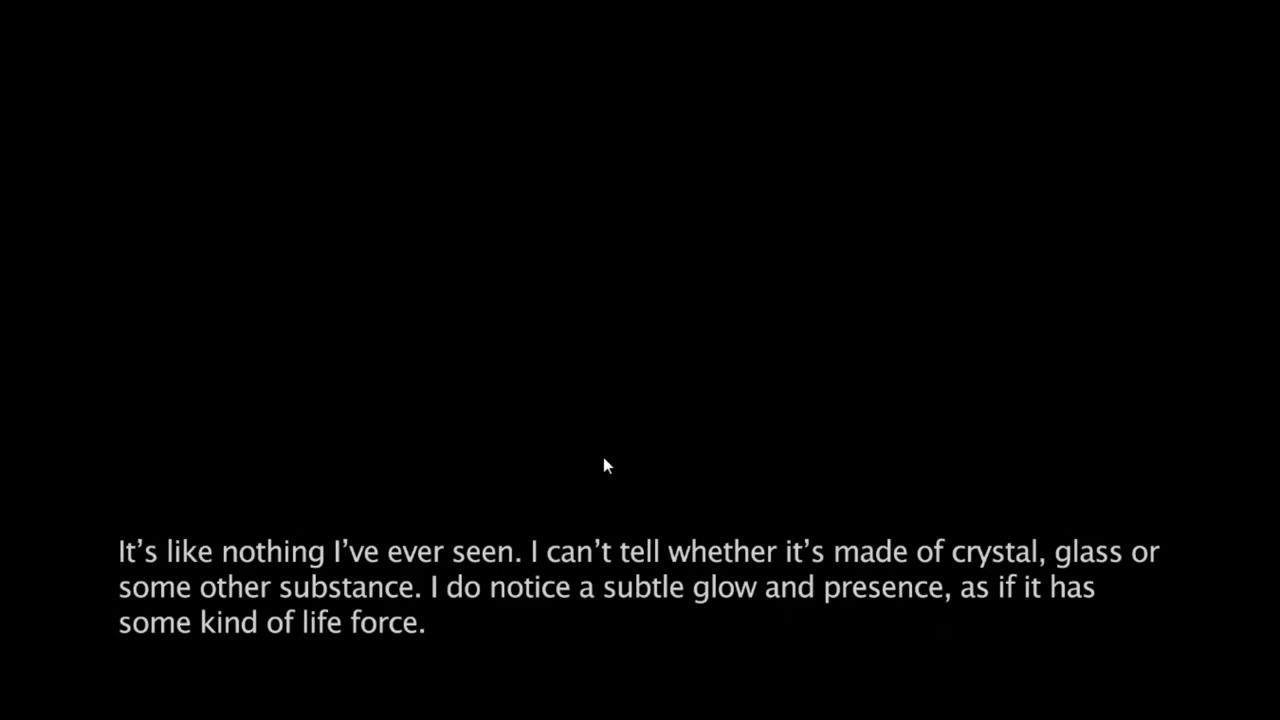 It’s like nothing I’ve ever seen. I can’t tell whether it’s made of crystal, glass or
some other substance. I do notice a subtle glow and presence, as if it has
some kind of life force.